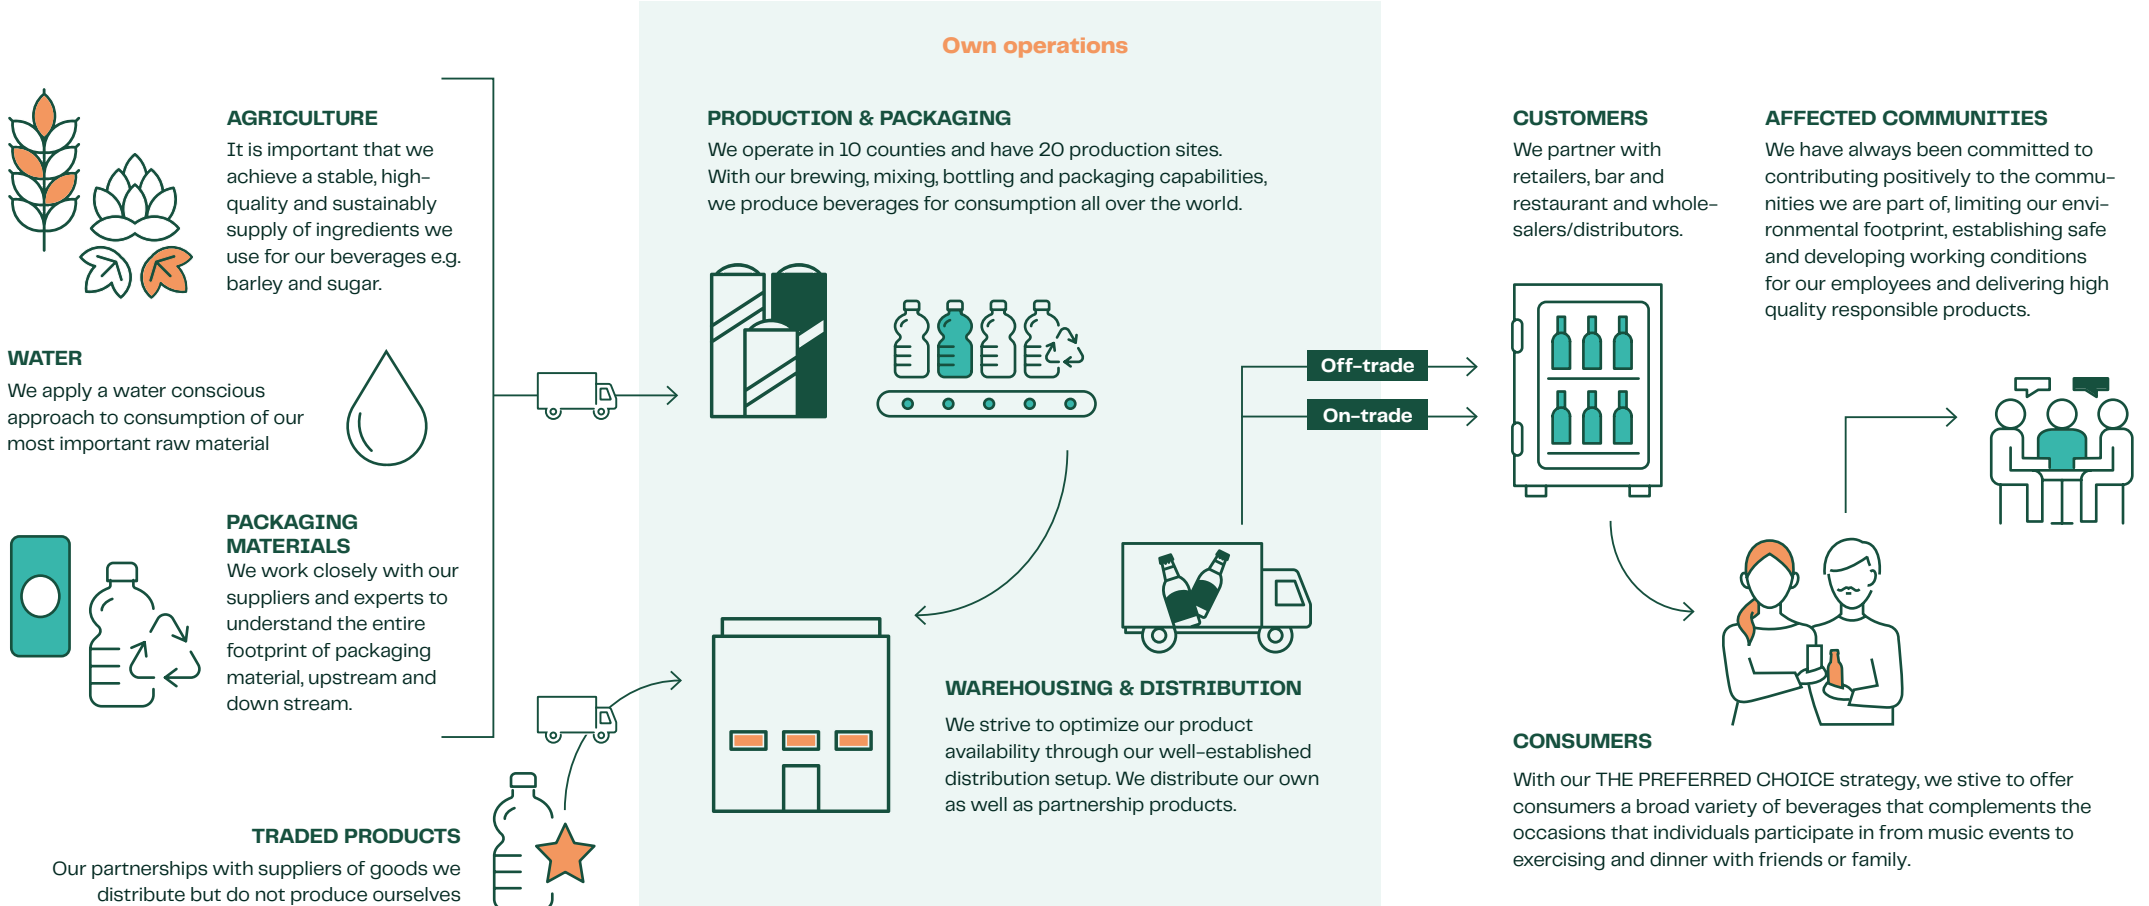 Own operations
AGRICULTURE
It is important that we
achieve a stable, high-
quality and sustainably
supply of ingredients we
use for our beverages e.g.
barley and sugar.
WATER
We apply a water conscious
approach to consumption of our
most important raw material
PACKAGING
MATERIALS
We work closely with our
suppliers and experts to
understand the entire
footprint of packaging
material, upstream and
down stream.
TRADED PRODUCTS
Our partnerships with suppliers of goods we
distribute but do not produce ourselves
PRODUCTION & PACKAGING
We operate in 10 counties and have 20 production sites.
With our brewing, mixing, bottling and packaging capabilities,
we produce beverages for consumption all over the world.
Off-trade
On-trade
WAREHOUSING & DISTRIBUTION
We strive to optimize our product
availability through our well-established
distribution setup. We distribute our own
as well as partnership products.
CUSTOMERS
We partner with
retailers, bar and
restaurant and whole-
salers/distributors.
AFFECTED COMMUNITIES
We have always been committed to
contributing positively to the commu-
nities we are part of, limiting our envi-
ronmental footprint, establishing safe
and developing working conditions
for our employees and delivering high
quality responsible products.
CONSUMERS
With our THE PREFERRED CHOICE strategy, we stive to offer
consumers a broad variety of beverages that complements the
occasions that individuals participate in from music events to
exercising and dinner with friends or family.